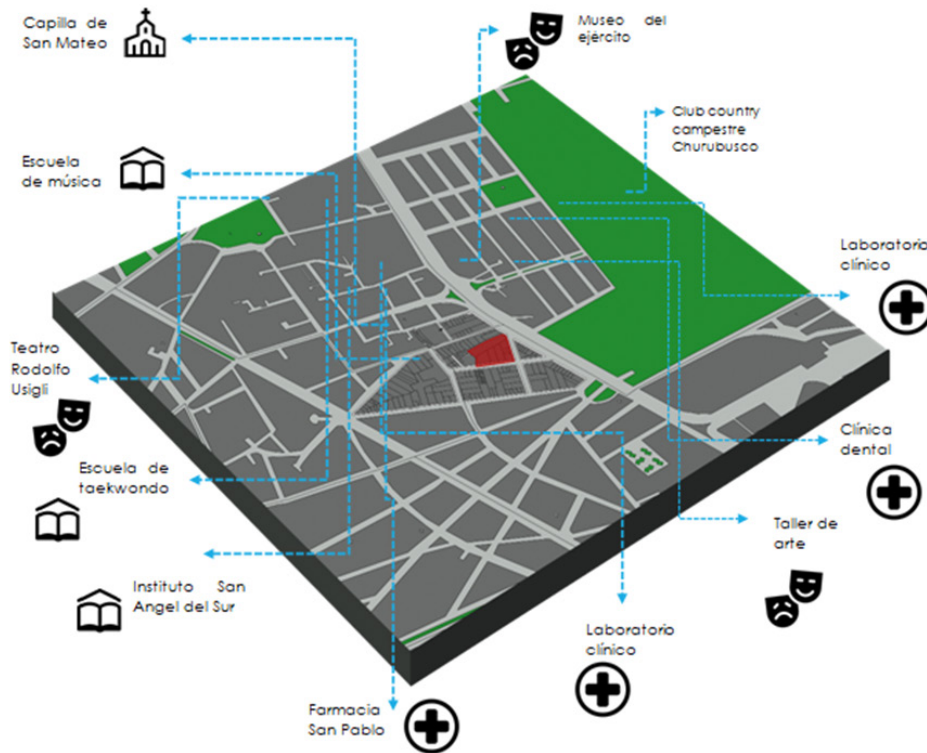 Capilla de
San Mateo
Museo del
ejército
Club country
campestre
Churubusco
Escuela
de música
Laboratorio
clínico
Teatro
Rodolfo
Usigli
Clínica
dental
Escuela de
taekwondo
Taller de
arte
Instituto San
Angel del Sur
Laboratorio
clínico
Farmacia
San Pablo